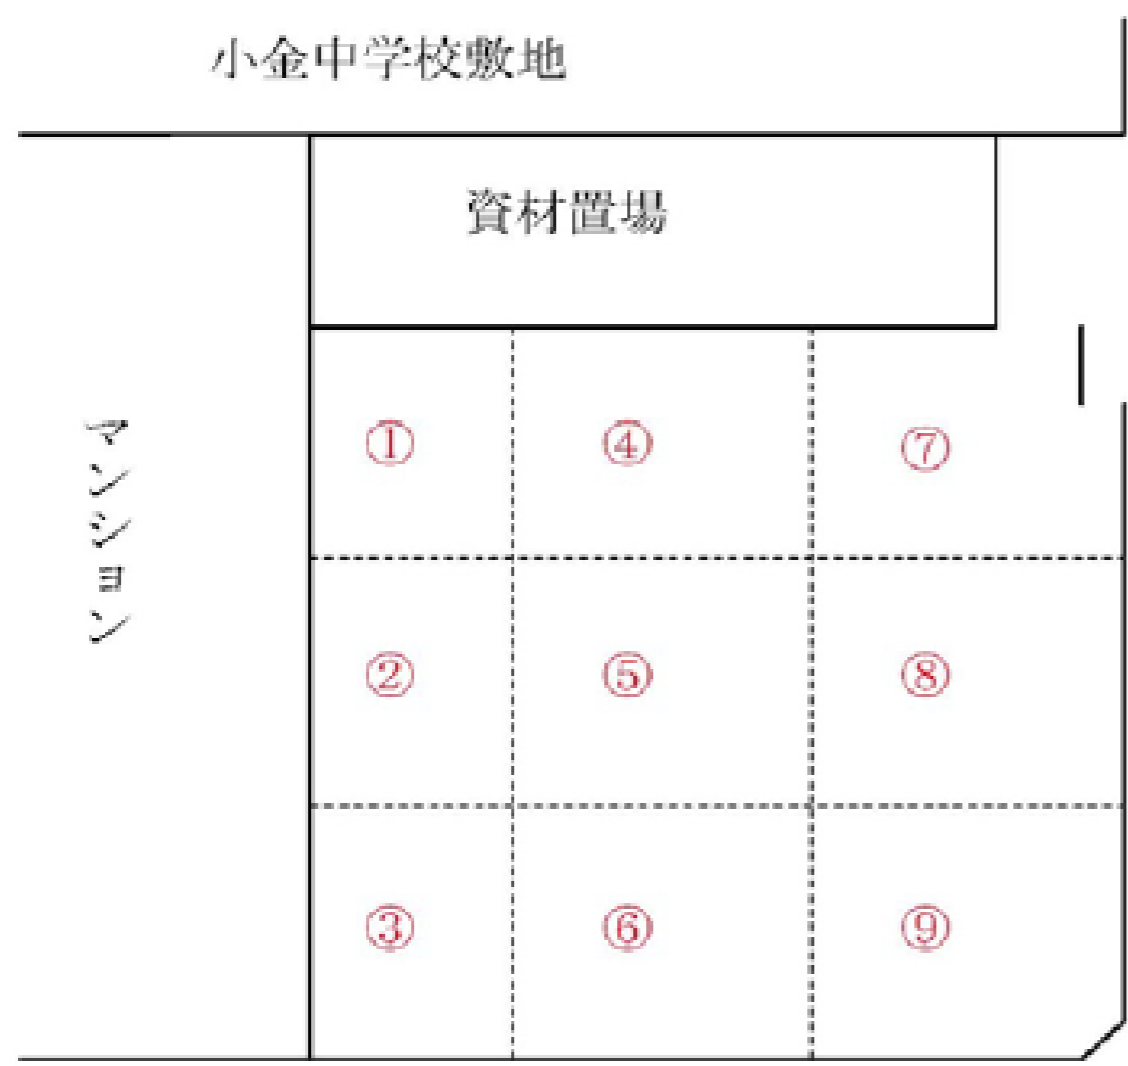 小金中学校敷地
資材置場
マンション
① ④ ⑦
② ⑤ ⑧
③ ⑥ ⑨